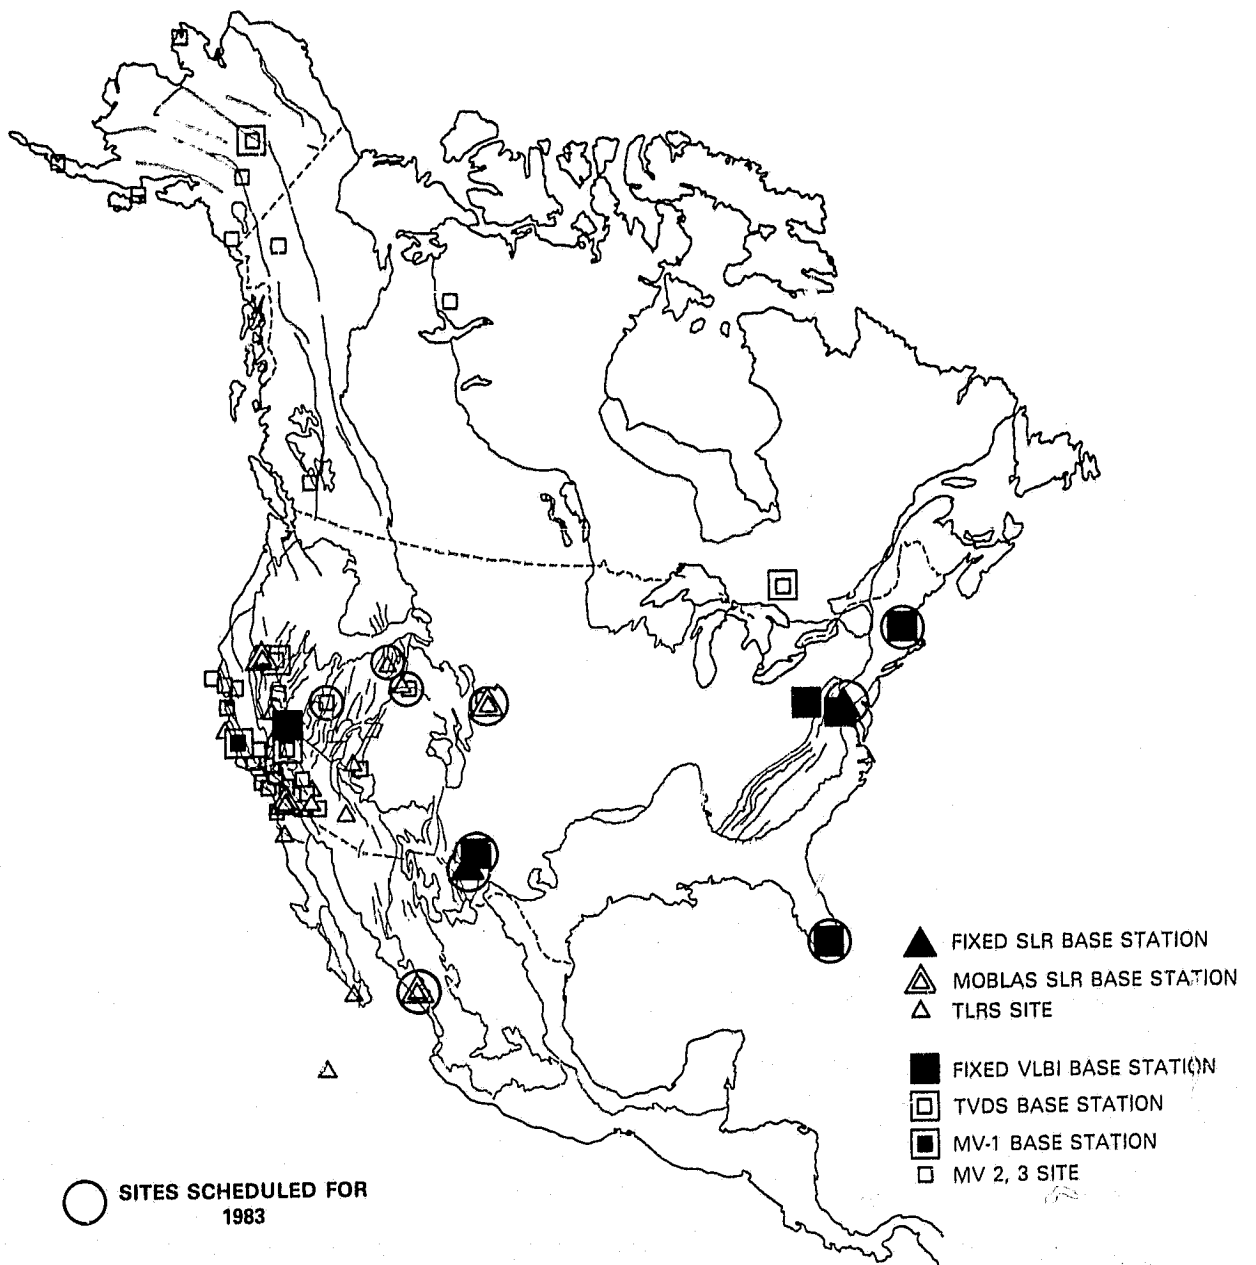 FIXED SLR BASE STATION
MOBLAS SLR BASE STATION
TLRS SITE
FIXED VLBI BASE STATION
TVDS BASE STATION
MV-1 BASE STATION
MV 2, 3 SITE
SITES SCHEDULED FOR
1983